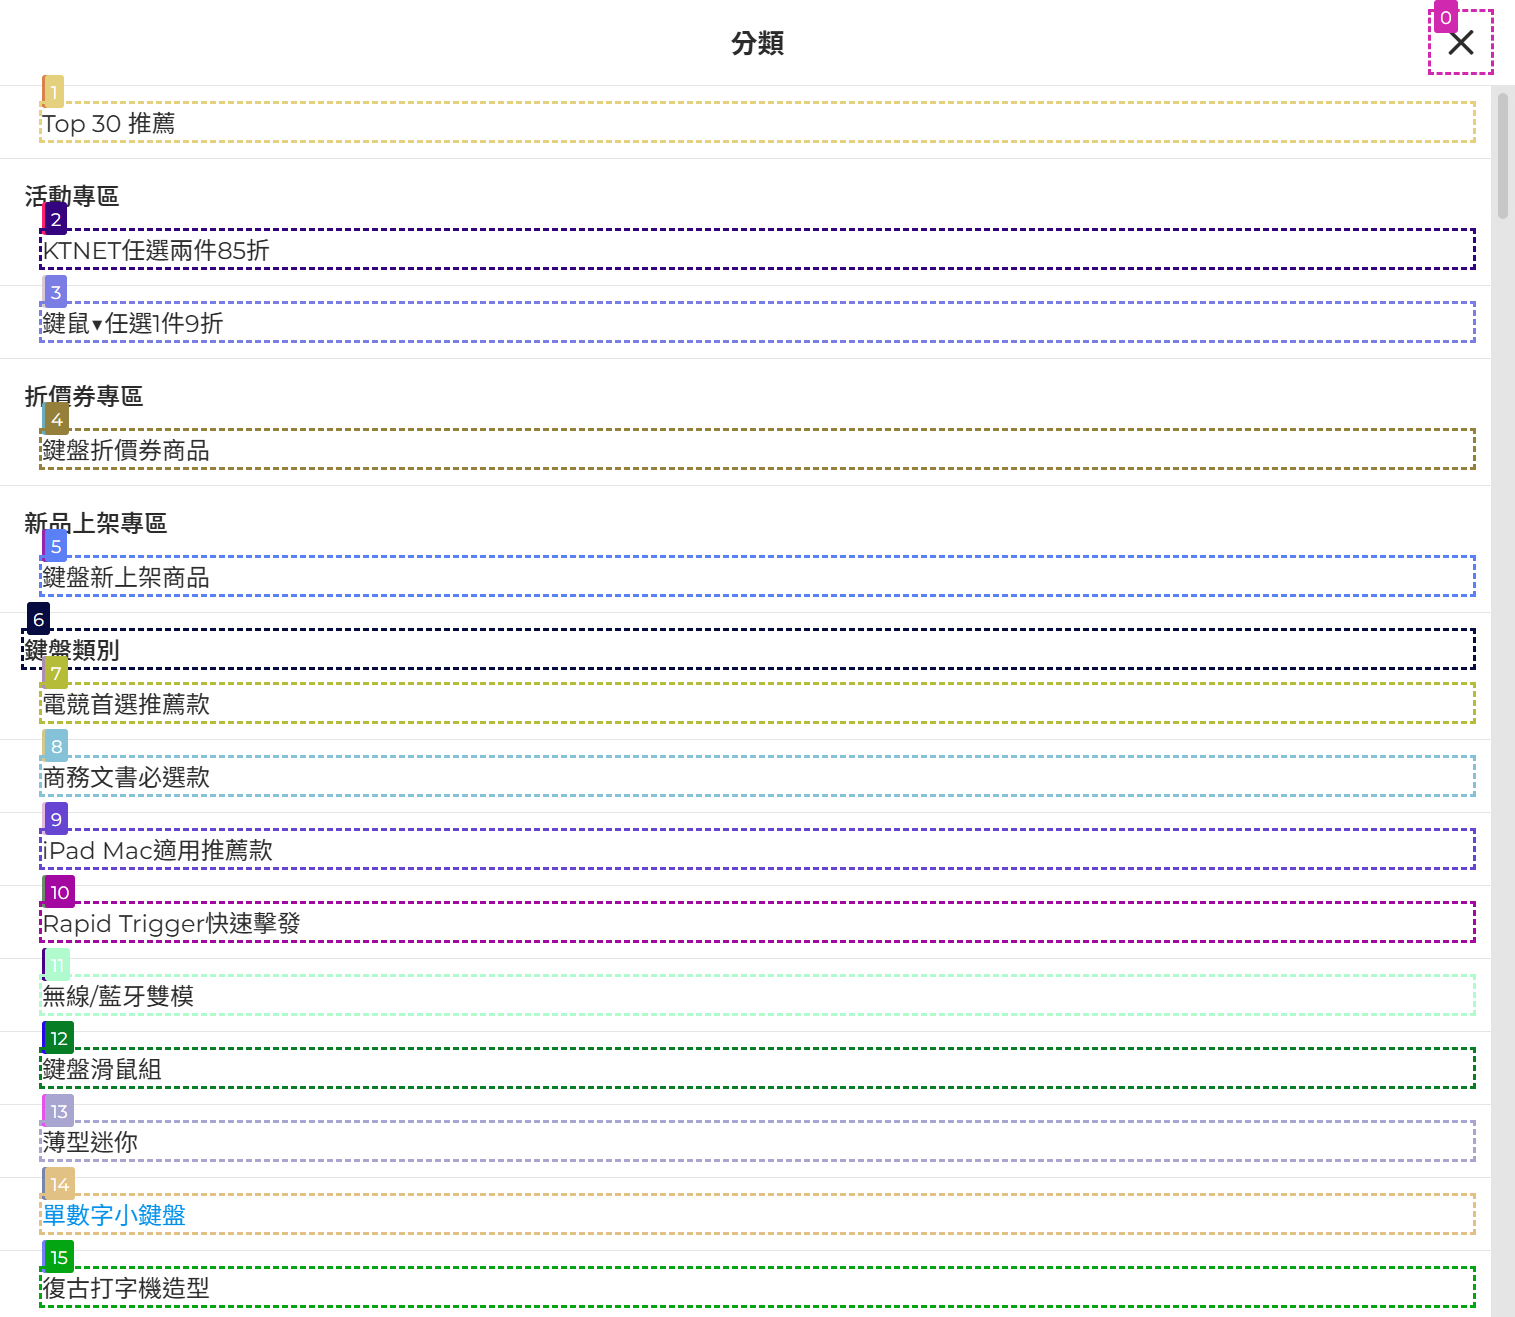 分類
0
1
Top 30 推薦
活動專區
2
KTNET任選兩件85折
3
鍵鼠▾任選1件9折
折價券專區
4
鍵盤折價券商品
新品上架專區
5
鍵盤新上架商品
6
鍵盤類別
7
電競首選推薦款
8
商務文書必選款
9
iPad Mac適用推薦款
10
Rapid Trigger快速擊發
11
無線/藍牙雙模
12
鍵盤滑鼠組
13
薄型迷你
14
單數字小鍵盤
15
復古打字機造型